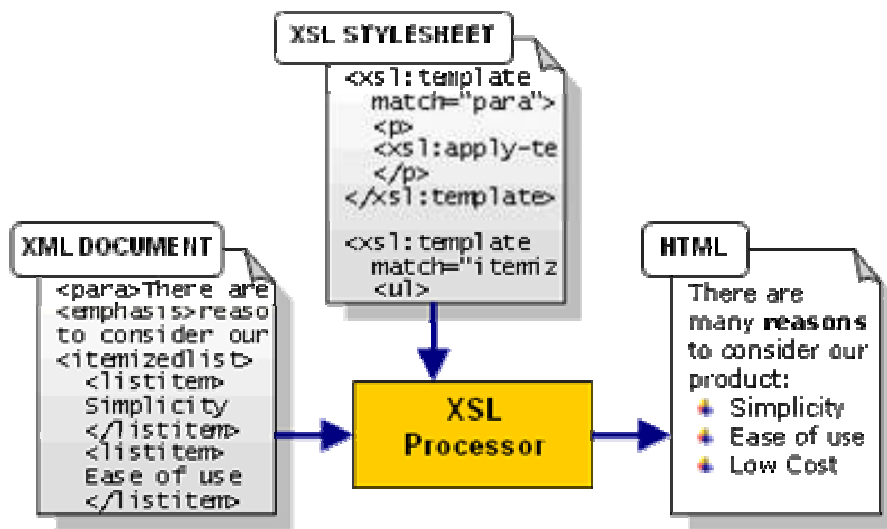 XSL STYLESHEET
<xsl:template
match="para">
<p>
<xsl:apply-te
</p>
</xsl:template>
<xsl:template
match="itemiz
<ul>
XML DOCUMENT
<para>There are
<emphasis>reaso
to consider our
<itemizedlist>
<listitem>
Simplicity
</listitem>
<listitem>
Ease of use
</listitem>
XSL
Processor
HTML
There are
many reasons
to consider our
product:
Simplicity
Ease of use
Low Cost